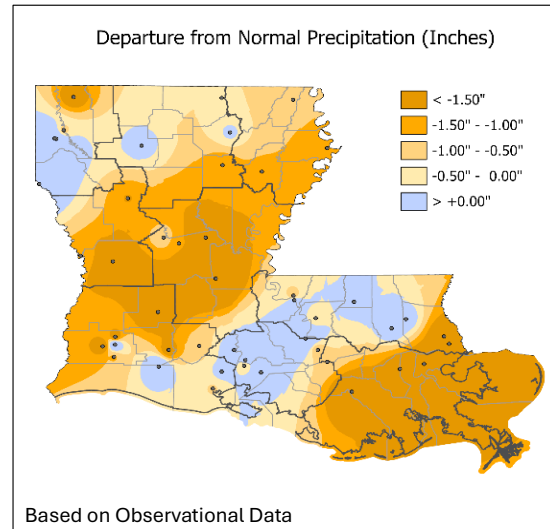 Departure from Normal Precipitation (Inches)
< -1.50"
-1.50" - -1.00"
-1.00" - -0.50"
-0.50" - 0.00"
> +0.00"
Based on Observational Data